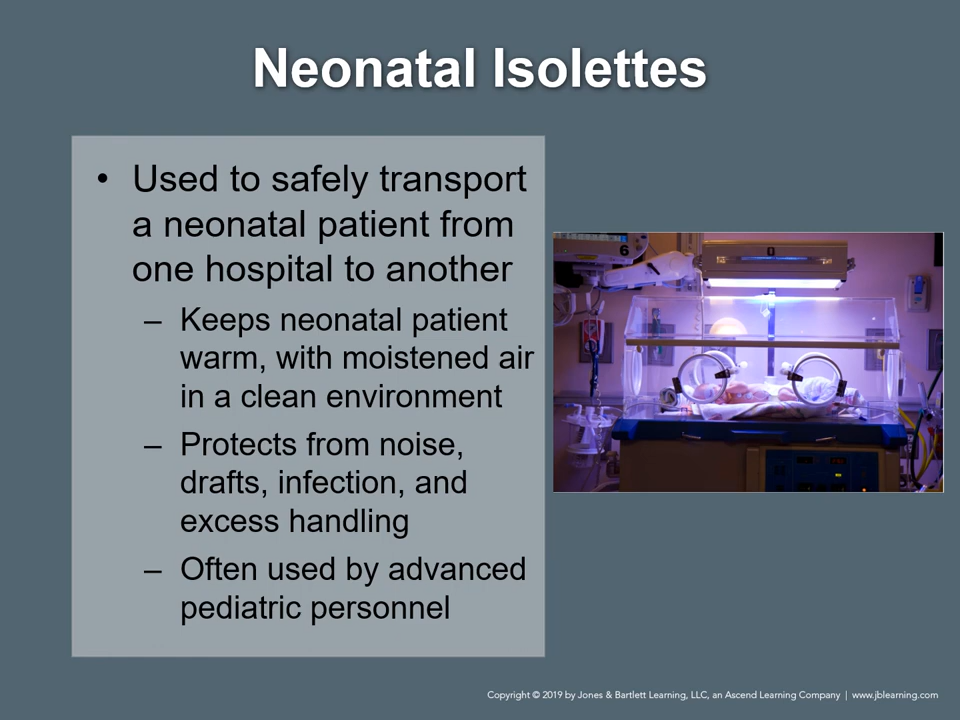 Neonatal Isolettes
• Used to safely transport
a neonatal patient from
one hospital to another
– Keeps neonatal patient
warm, with moistened air
in a clean environment
– Protects from noise,
drafts, infection, and
excess handling
– Often used by advanced
pediatric personnel
6
0
Copyright © 2019 by Jones & Bartlett Learning, LLC, an Ascend Learning Company | www.jblearning.com